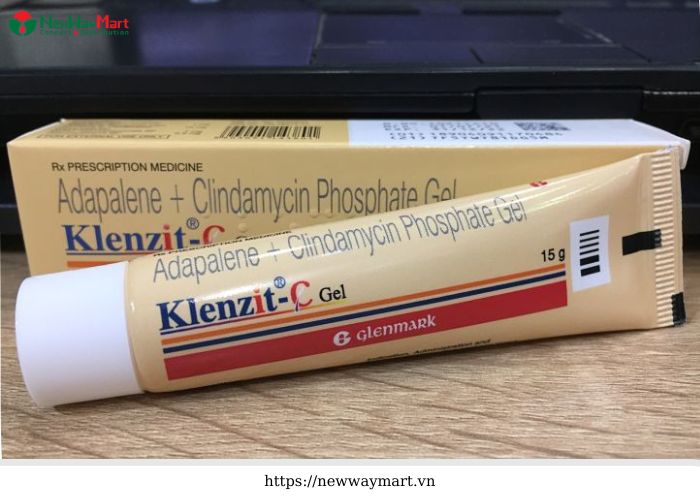 NewWayMart
Rx PRESCRIPTION MEDICINE
Adapalene + Clindamycin Phosphate Gel
Klenzit®-C
Adapalene + Clindamycin Phosphate Gel
Klenzit®-C Gel
15 g
G GLENMARK
https://newwaymart.vn